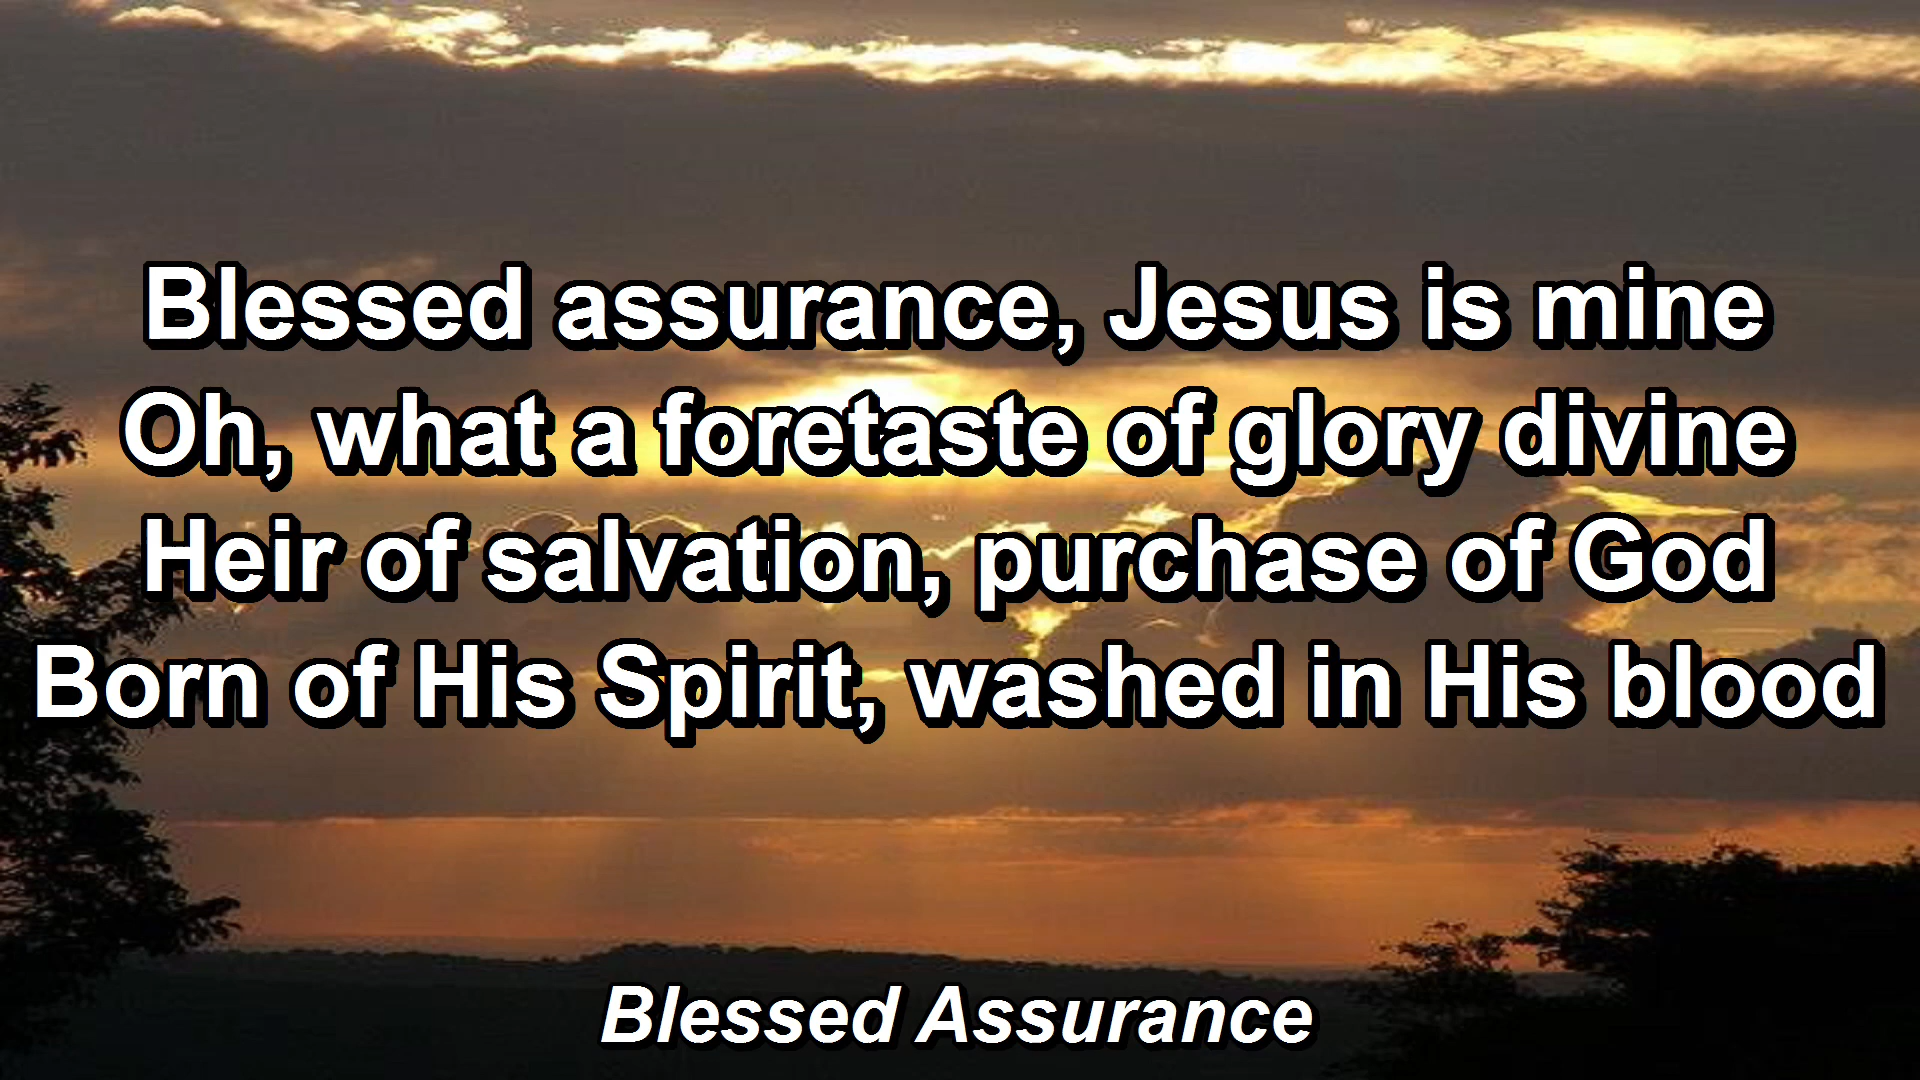 Blessed assurance, Jesus is mine
Oh, what a foretaste of glory divine
Heir of salvation, purchase of God
Born of His Spirit, washed in His blood
Blessed Assurance